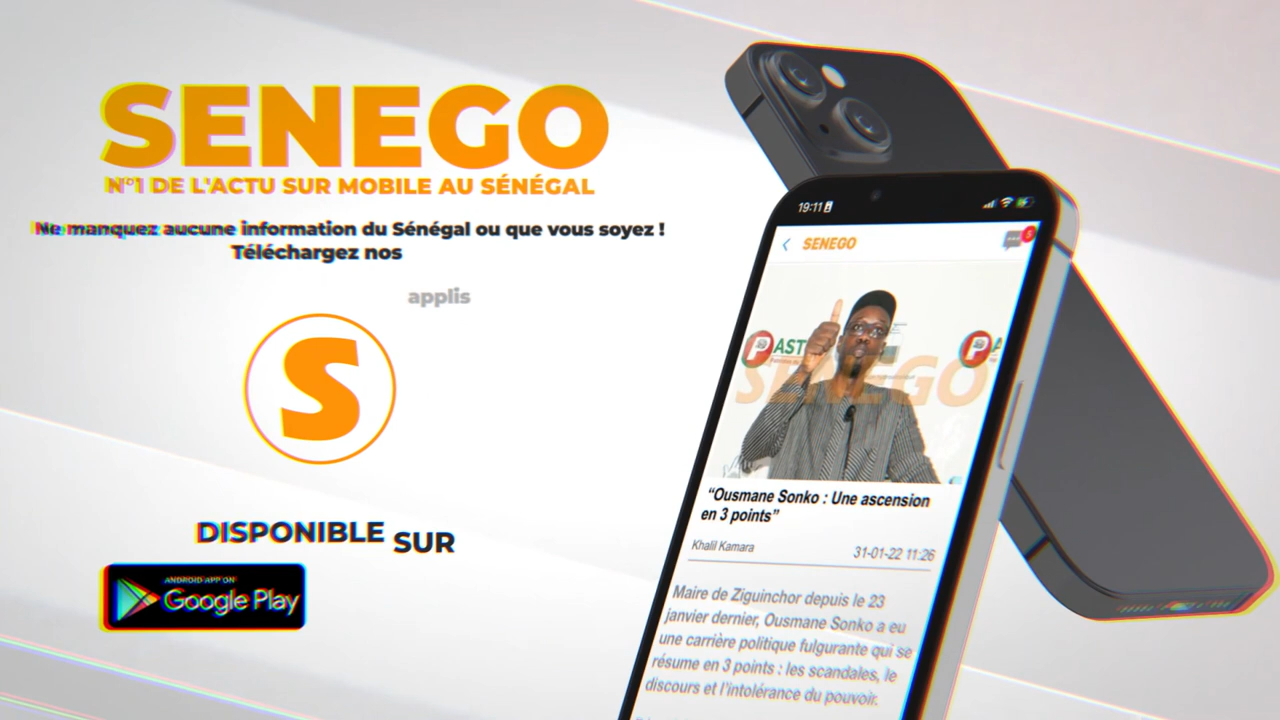 SENEGO
N°1 DE L'ACTU SUR MOBILE AU SÉNÉGAL
Ne manquez aucune information du Sénégal ou que vous soyez !
Téléchargez nos
applis
S
DISPONIBLE SUR
ANDROID APP ON
Google Play
19:11
SENEGO
5
PAST
PA
SENEGO
“Ousmane Sonko : Une ascension
en 3 points”
Khalil Kamara
31-01-22 11:26
Maire de Ziguinchor depuis le 23
janvier dernier, Ousmane Sonko a eu
une carrière politique fulgurante qui se
résume en 3 points : les scandales, le
discours et l'intolérance du pouvoir.